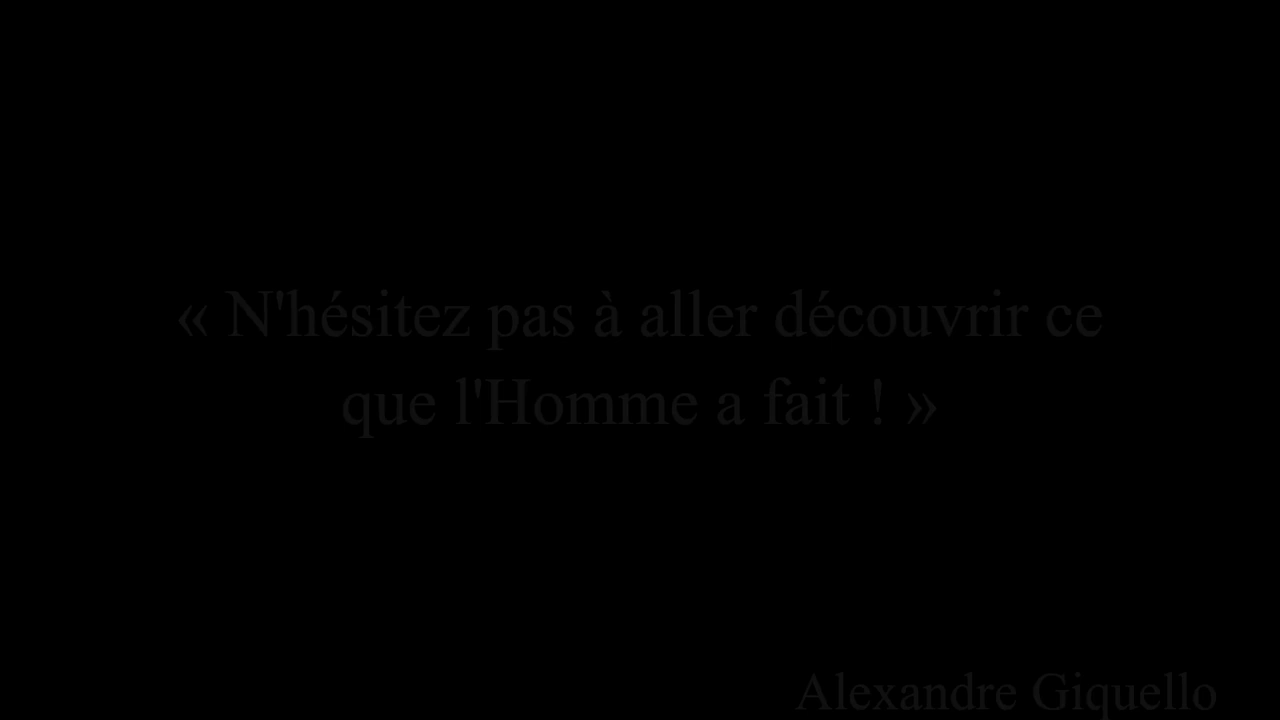 « N'hésitez pas à aller découvrir ce
que l'Homme a fait ! »
Alexandre Giquello